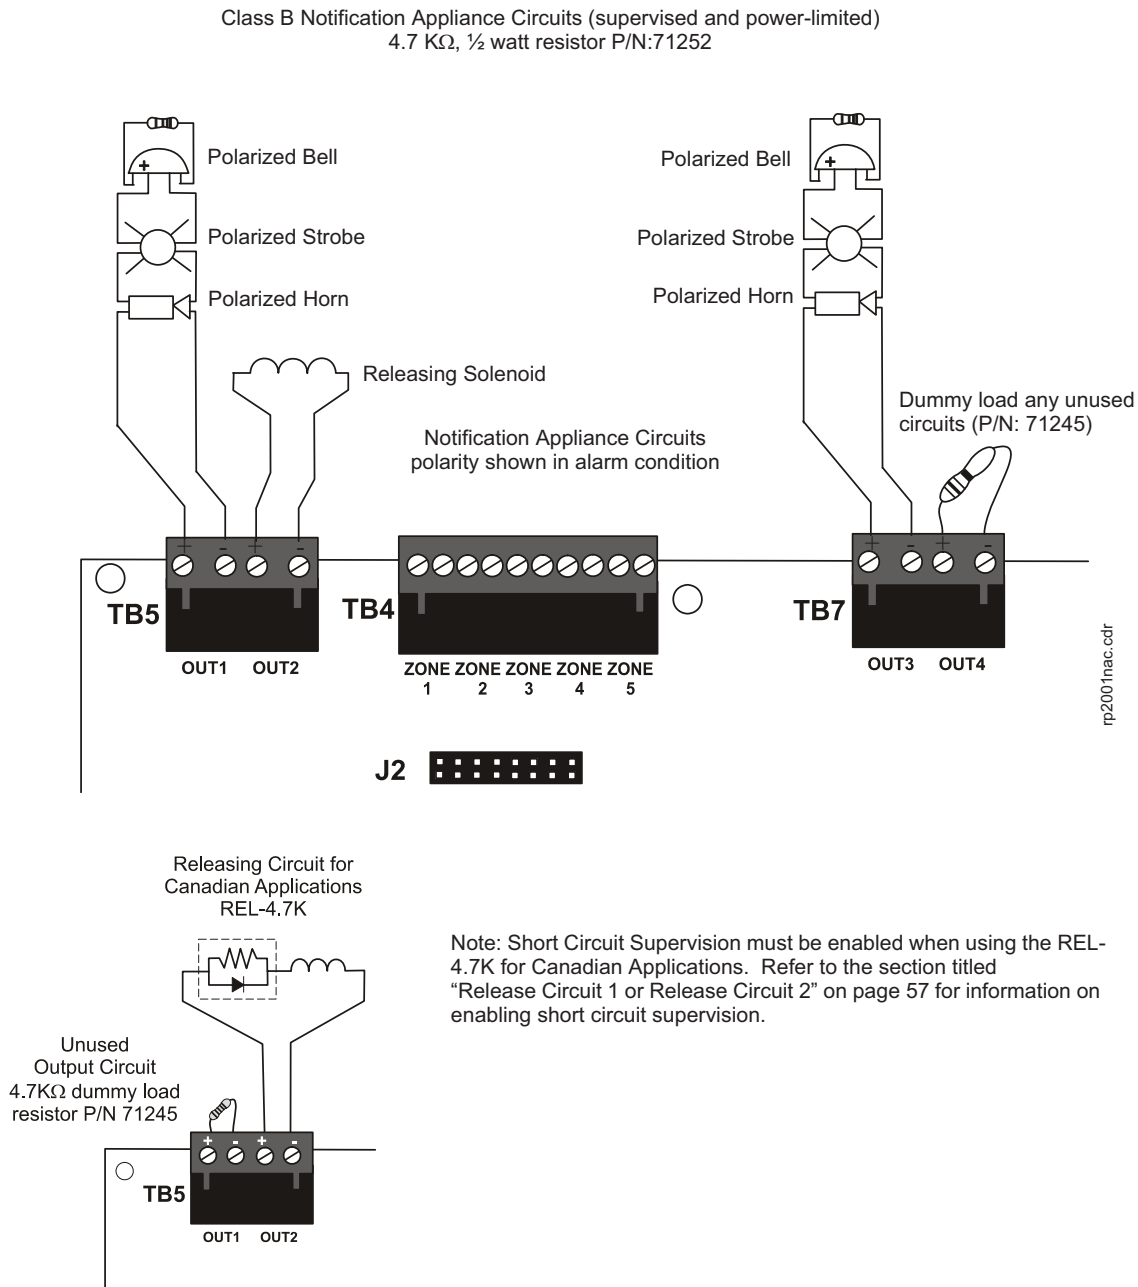 Class B Notification Appliance Circuits (supervised and power-limited)
4.7 KΩ, ½ watt resistor P/N:71252
+
Polarized Bell
Polarized Strobe
Polarized Horn
Releasing Solenoid
Polarized Bell
+
Polarized Strobe
Polarized Horn
Dummy load any unused
circuits (P/N: 71245)
Notification Appliance Circuits
polarity shown in alarm condition
+ - + -
+ - + -
TB5
TB4
TB7
OUT1 OUT2
ZONE ZONE ZONE ZONE ZONE
1 2 3 4 5
OUT3 OUT4
rp2001nac.cdr
J2
Releasing Circuit for
Canadian Applications
REL-4.7K
Note: Short Circuit Supervision must be enabled when using the REL-
4.7K for Canadian Applications. Refer to the section titled
“Release Circuit 1 or Release Circuit 2” on page 57 for information on
enabling short circuit supervision.
Unused
Output Circuit
4.7KΩ dummy load
resistor P/N 71245
+ - + -
TB5
OUT1 OUT2